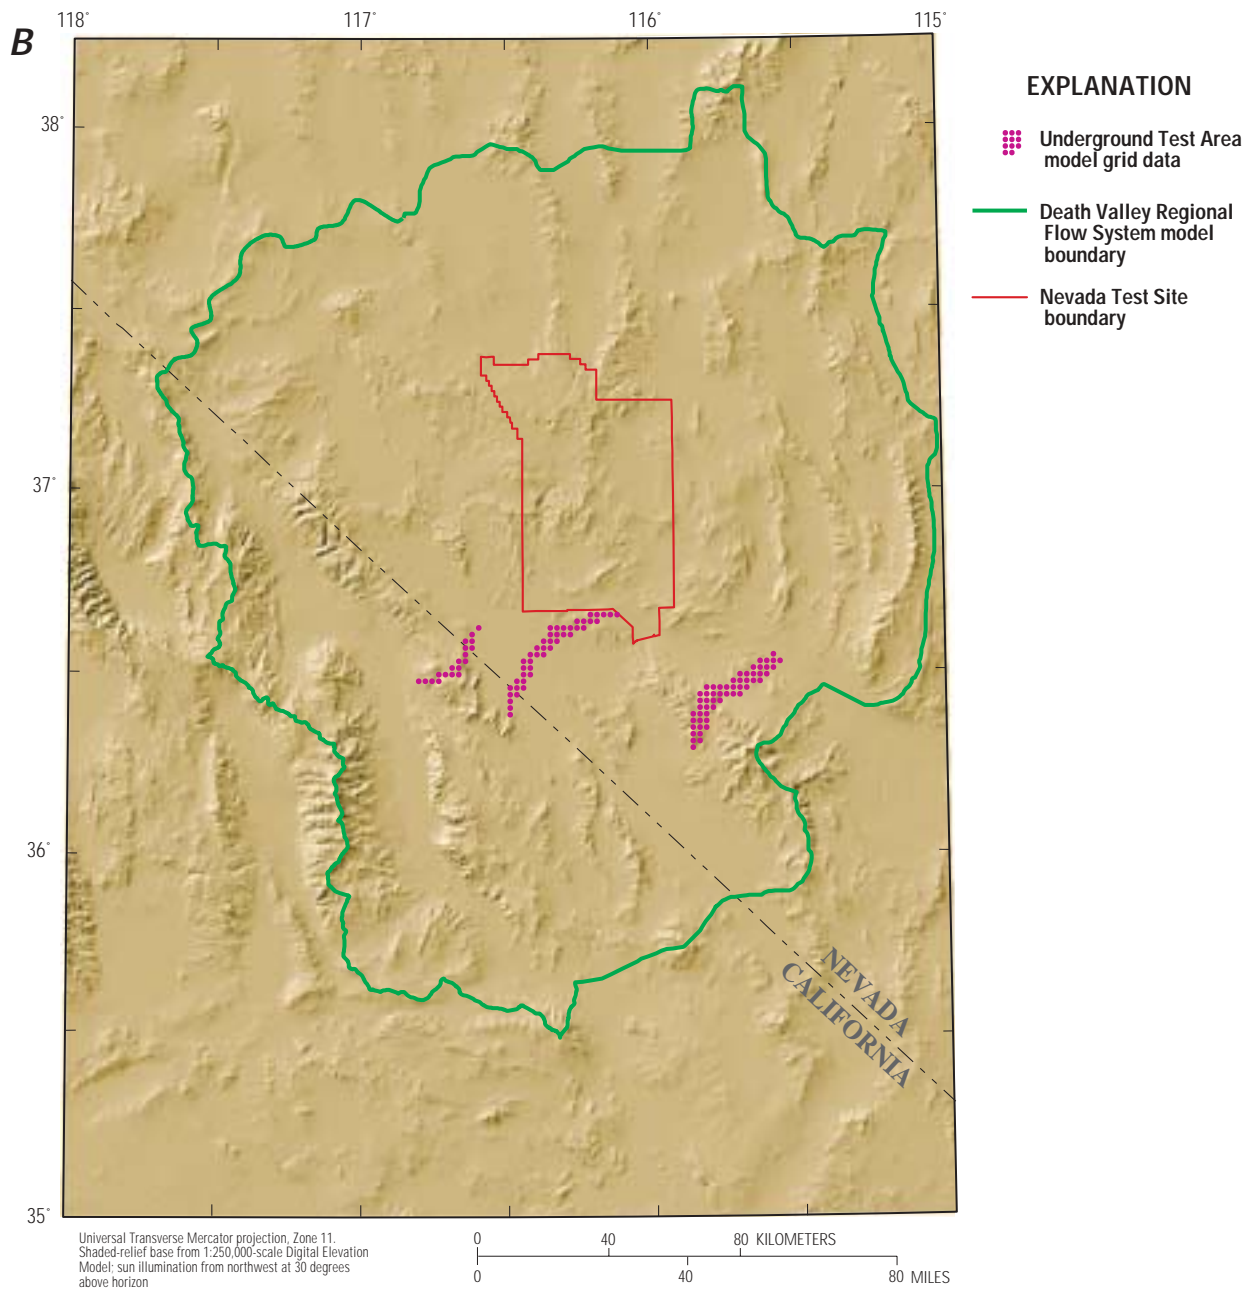 B
118°
117°
116°
115°
38°
37°
36°
35°
EXPLANATION
Underground Test Area
model grid data
Death Valley Regional
Flow System model
boundary
Nevada Test Site
boundary
NEVADA
CALIFORNIA
Universal Transverse Mercator projection, Zone 11.
Shaded-relief base from 1:250,000-scale Digital Elevation
Model; sun illumination from northwest at 30 degrees
above horizon
0 40 80 KILOMETERS
0 40 80 MILES